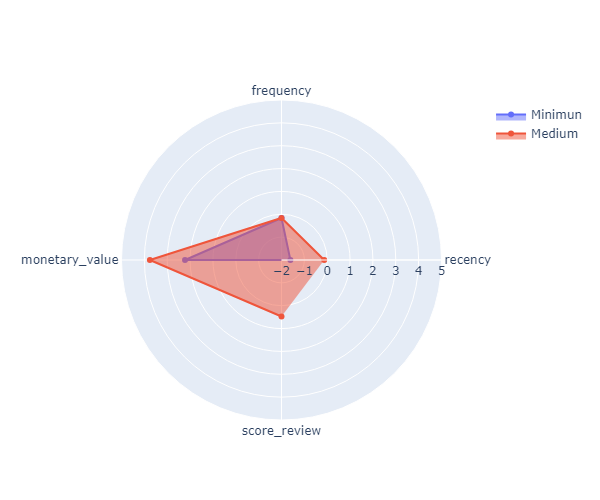 frequency
Minimun
Medium
monetary_value
recency
−2 −1 0 1 2 3 4 5
score_review